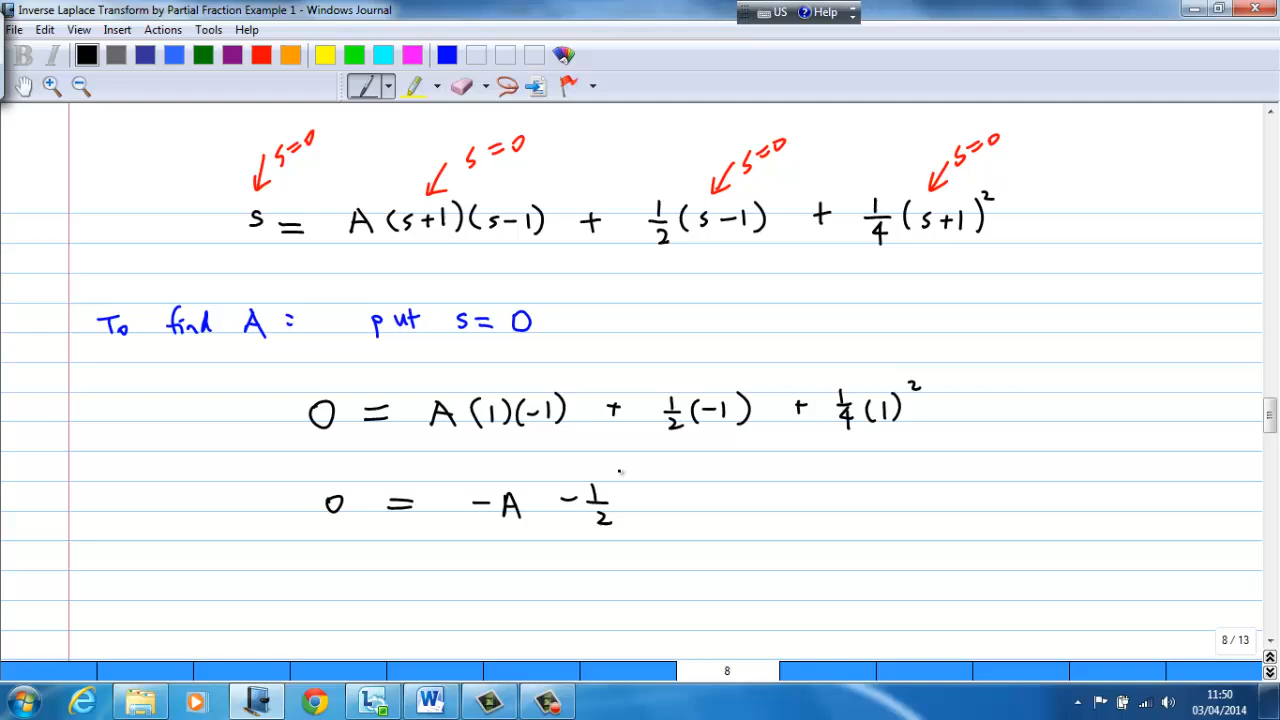 Inverse Laplace Transform by Partial Fraction Example 1 - Windows Journal
US Help
File Edit View Insert Actions Tools Help
B I
s=0 s=0 s=0 s=0
s = A(s+1)(s-1) + 1/2(s-1) + 1/4(s+1)²
To find A: put s=0
0 = A(1)(-1) + 1/2(-1) + 1/4(1)²
0 = -A -1/2
8 / 13
8
11:50
03/04/2014